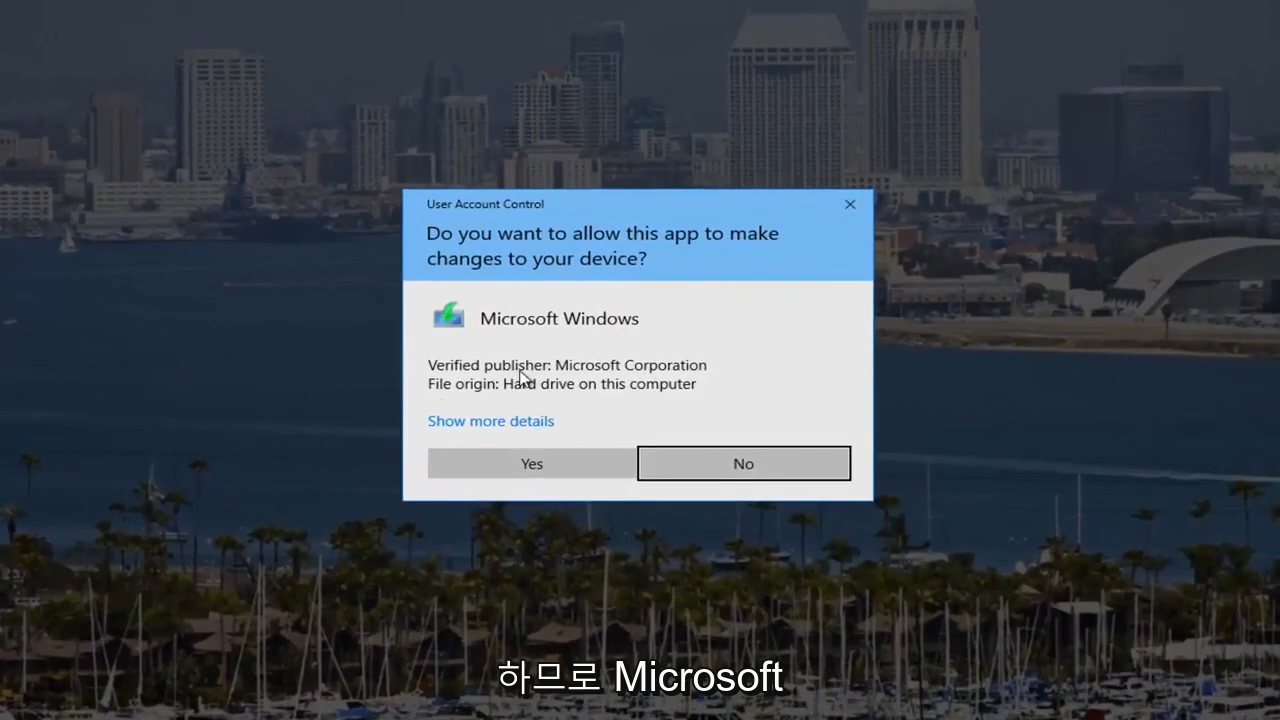 User Account Control
Do you want to allow this app to make
changes to your device?
Microsoft Windows
Verified publisher: Microsoft Corporation
File origin: Hard drive on this computer
Show more details
Yes
No
하므로 Microsoft